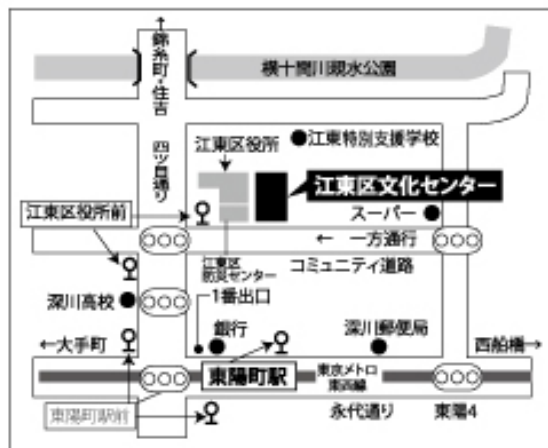 ←錦糸町・住吉
横十間川親水公園
四ツ目通り
江東区役所
江東特別支援学校
江東区文化センター
江東区役所前
スーパー
← 一方通行
江東区
防災センター
コミュニティ道路
深川高校
1番出口
銀行
深川郵便局
←大手町
西船橋→
東陽町駅
東京メトロ
東西線
東陽町駅前
永代通り
東陽4